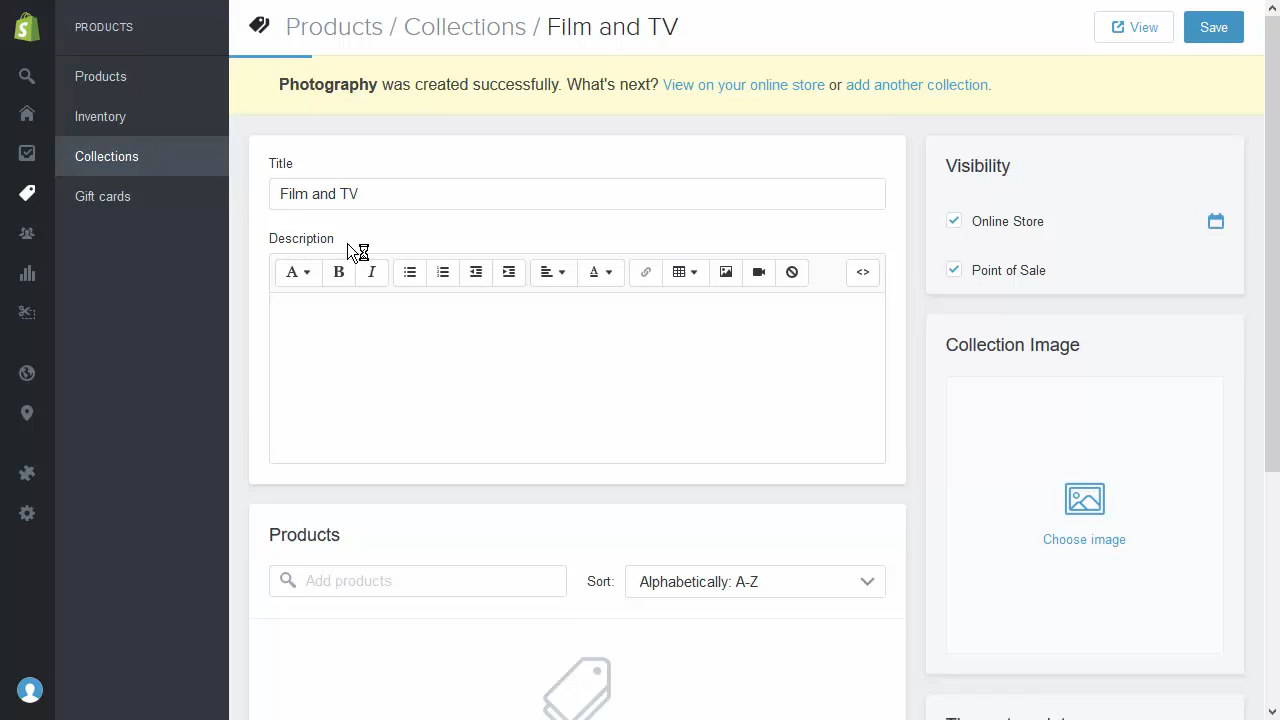 PRODUCTS
Products
Inventory
Collections
Gift cards
Products / Collections / Film and TV
View
Save
Photography was created successfully. What's next? View on your online store or add another collection.
Title
Film and TV
Description
A
B
I
A
<>
Products
Add products
Sort:
Alphabetically: A-Z
Visibility
Online Store
Point of Sale
Collection Image
Choose image